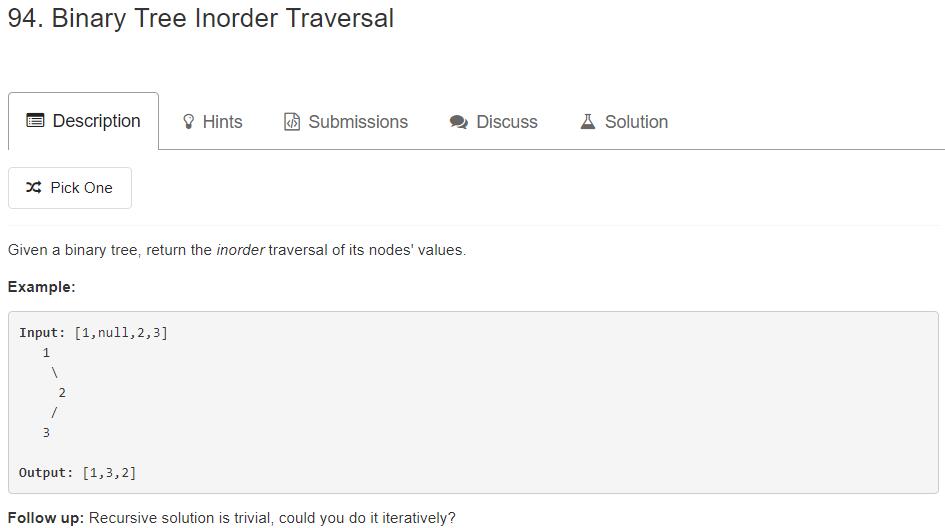 94. Binary Tree Inorder Traversal
Description Hints Submissions Discuss Solution
Pick One
Given a binary tree, return the inorder traversal of its nodes' values.
Example:
Input: [1,null,2,3]
1
\
2
/
3
Output: [1,3,2]
Follow up: Recursive solution is trivial, could you do it iteratively?